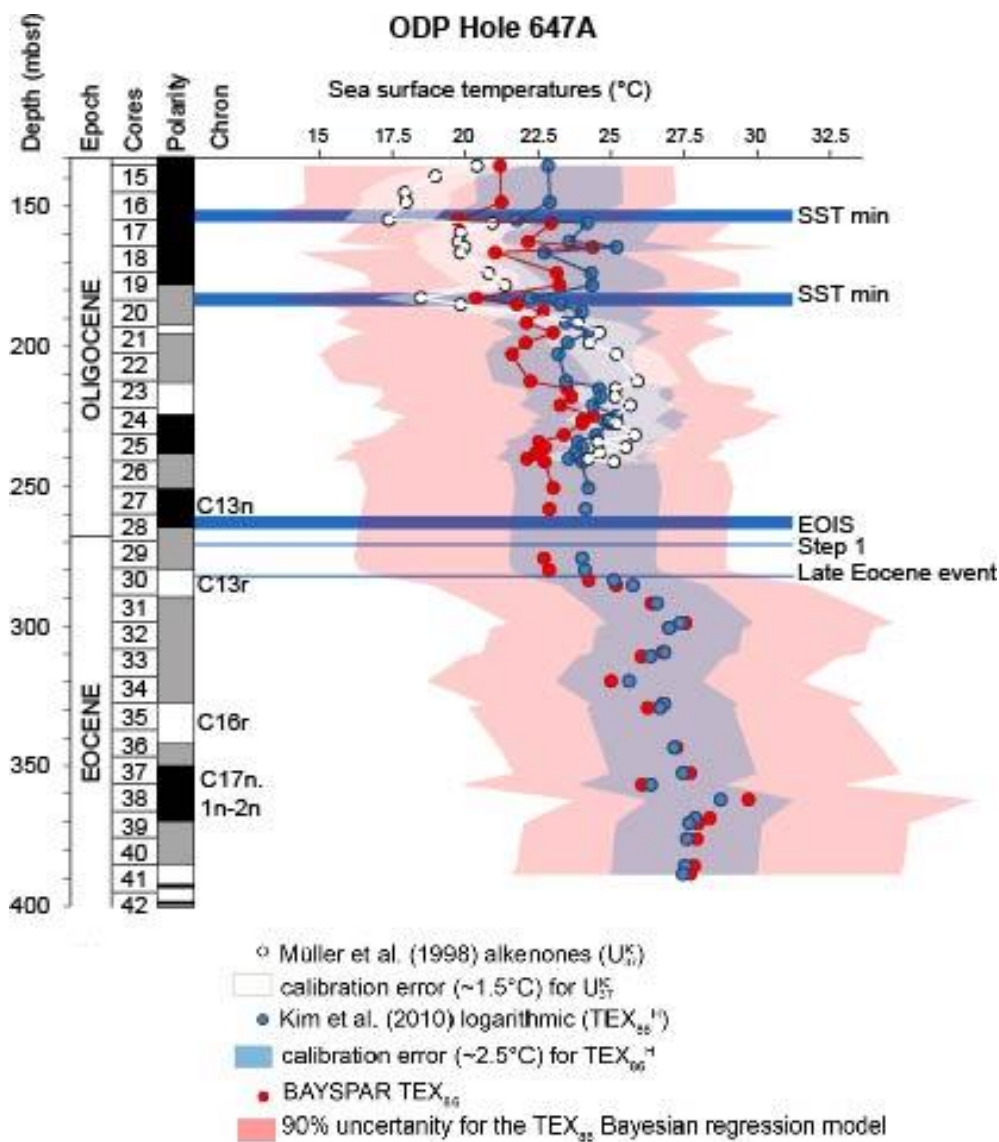 ODP Hole 647A
Sea surface temperatures (°C)
Depth (mbsf)
Epoch
Cores
Polarity
Chron
15 17.5 20 22.5 25 27.5 30 32.5
150
200
250
300
350
400
OLIGOCENE
EOCENE
15
16
17
18
19
20
21
22
23
24
25
26
27
28
29
30
31
32
33
34
35
36
37
38
39
40
41
42
C13n
C13r
C16r
C17n.
1n-2n
SST min
SST min
EOIS
Step 1
Late Eocene event
Müller et al. (1998) alkenones (U37K')
calibration error (~1.5°C) for U37K'
Kim et al. (2010) logarithmic (TEX86H)
calibration error (~2.5°C) for TEX86H
BAYSPAR TEX86
90% uncertanity for the TEX86 Bayesian regression model